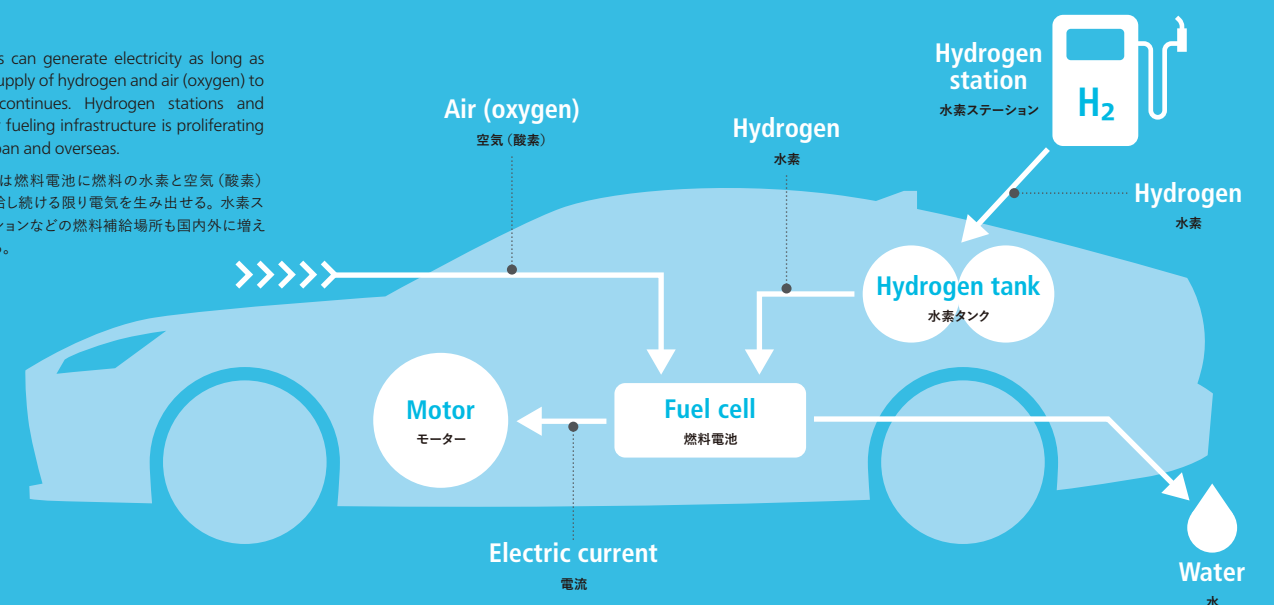 s can generate electricity as long as
upply of hydrogen and air (oxygen) to
continues. Hydrogen stations and
fueling infrastructure is proliferating
pan and overseas.
は燃料電池に燃料の水素と空気（酸素）
給し続ける限り電気を生み出せる。水素ス
ションなどの燃料補給場所も国内外に増え
る。
Air (oxygen)
空気（酸素）
Hydrogen
水素
Hydrogen
station
水素ステーション
H₂
Hydrogen
水素
Hydrogen tank
水素タンク
Motor
モーター
Fuel cell
燃料電池
Electric current
電流
Water
水